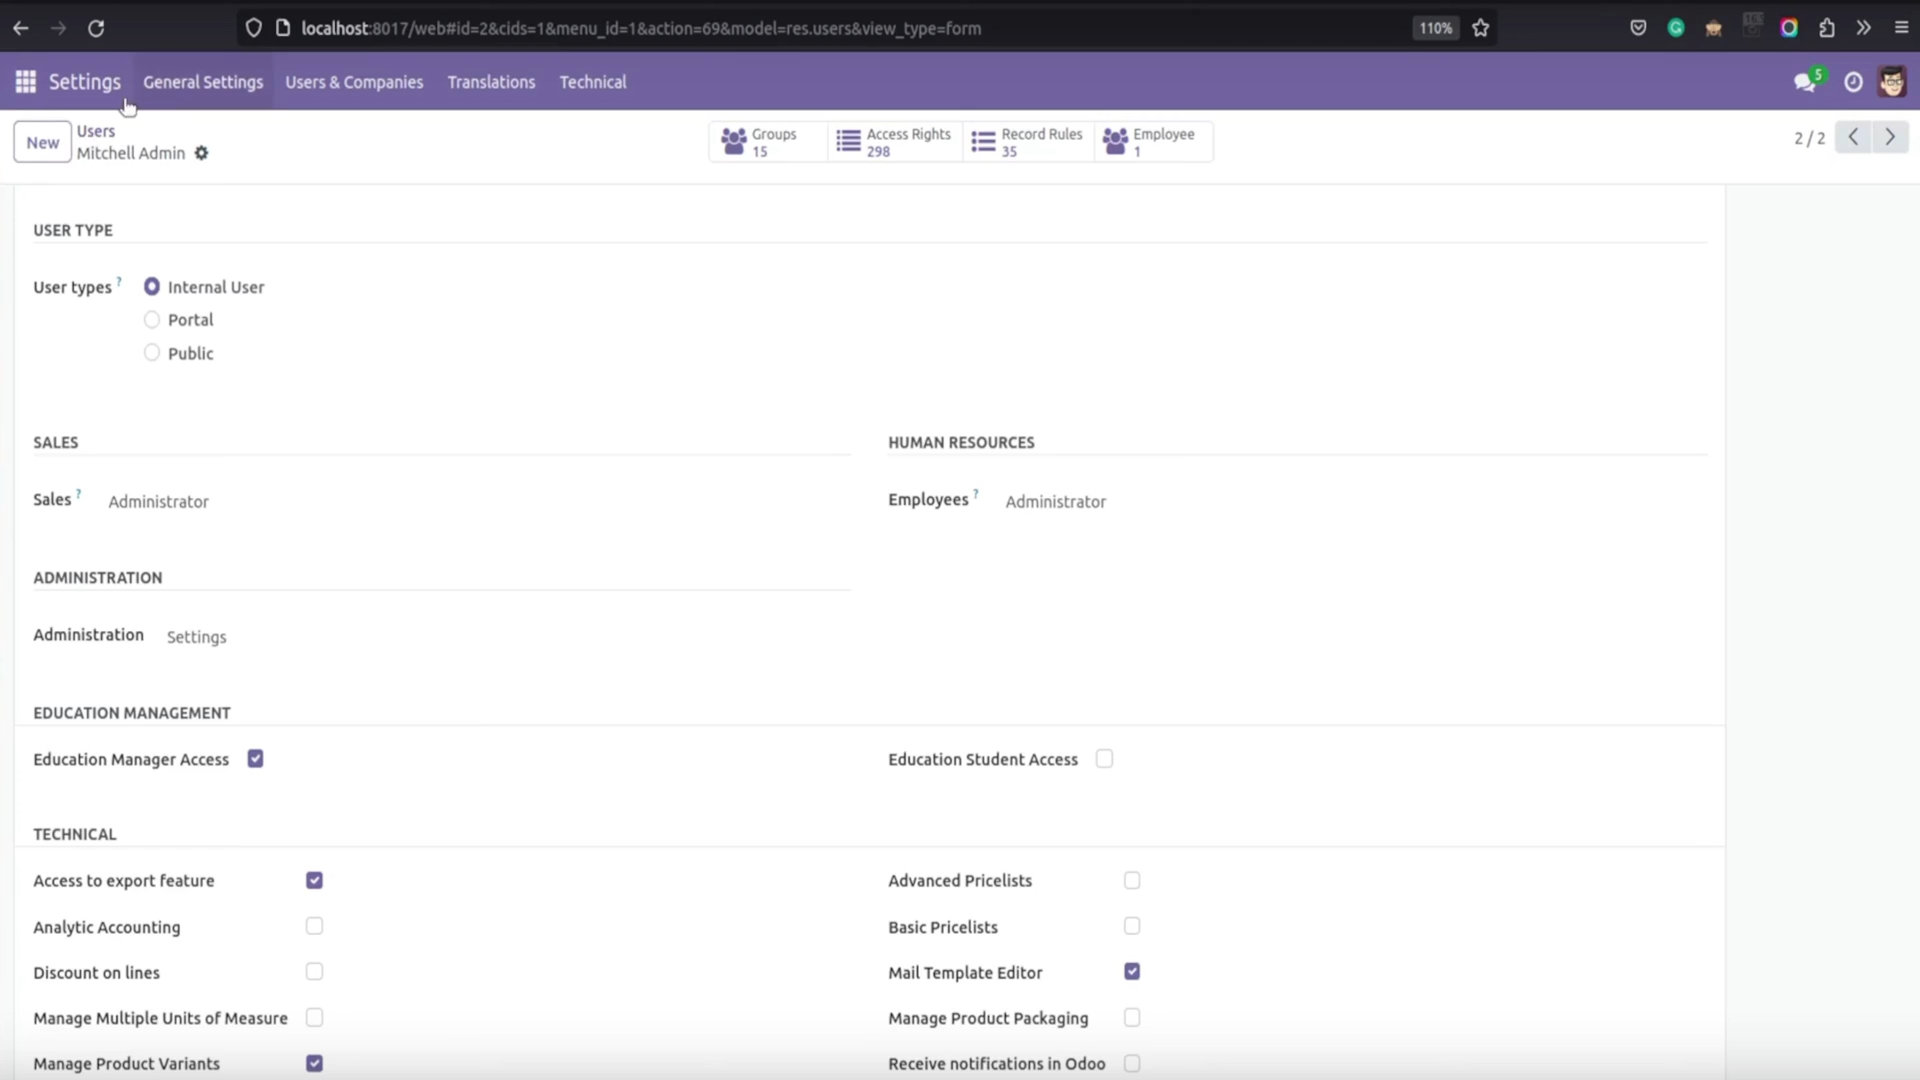 localhost:8017/web#id=2&cids=1&menu_id=1&action=69&model=res.users&view_type=form 110%
Settings General Settings Users & Companies Translations Technical 5
New Users
Mitchell Admin
Groups 15 Access Rights 298 Record Rules 35 Employee 1
2 / 2
USER TYPE
User types ? Internal User
Portal
Public
SALES HUMAN RESOURCES
Sales ? Administrator Employees ? Administrator
ADMINISTRATION
Administration Settings
EDUCATION MANAGEMENT
Education Manager Access Education Student Access
TECHNICAL
Access to export feature Advanced Pricelists
Analytic Accounting Basic Pricelists
Discount on lines Mail Template Editor
Manage Multiple Units of Measure Manage Product Packaging
Manage Product Variants Receive notifications in Odoo